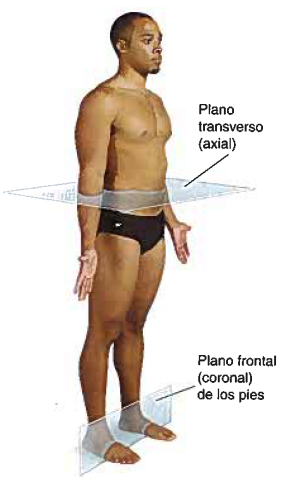 Plano
transverso
(axial)
Plano frontal
(coronal)
de los pies